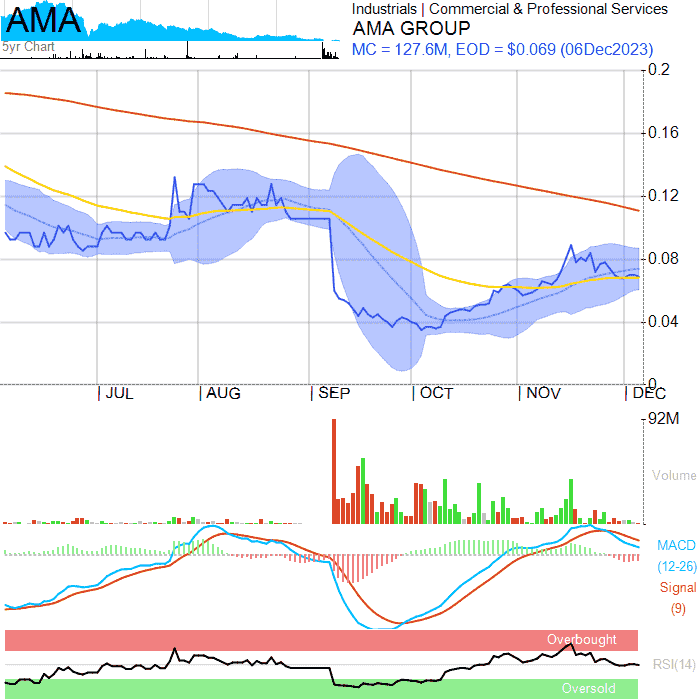 AMA
5yr Chart
Industrials | Commercial & Professional Services
AMA GROUP
MC = 127.6M, EOD = $0.069 (06Dec2023)
0.2
0.16
0.12
0.08
0.04
0
JUL AUG SEP OCT NOV DEC
92M
Volume
MACD
(12-26)
Signal
(9)
Overbought
RSI(14)
Oversold